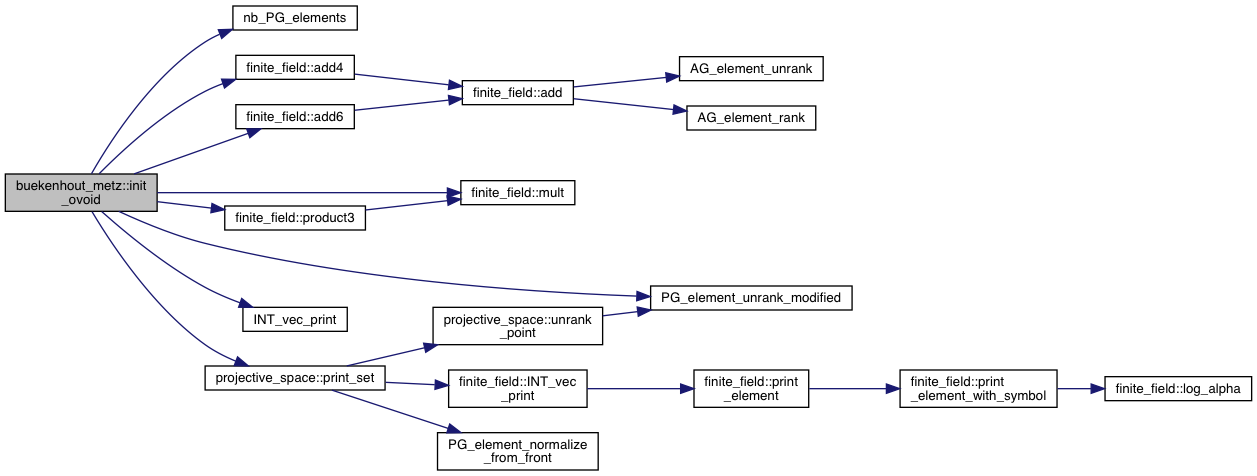 nb_PG_elements
finite_field::add4
AG_element_unrank
finite_field::add
finite_field::add6
AG_element_rank
buekenhout_metz::init
_ovoid
finite_field::mult
finite_field::product3
PG_element_unrank_modified
INT_vec_print
projective_space::unrank
_point
projective_space::print_set
finite_field::INT_vec
_print
finite_field::print
_element
finite_field::print
_element_with_symbol
finite_field::log_alpha
PG_element_normalize
_from_front